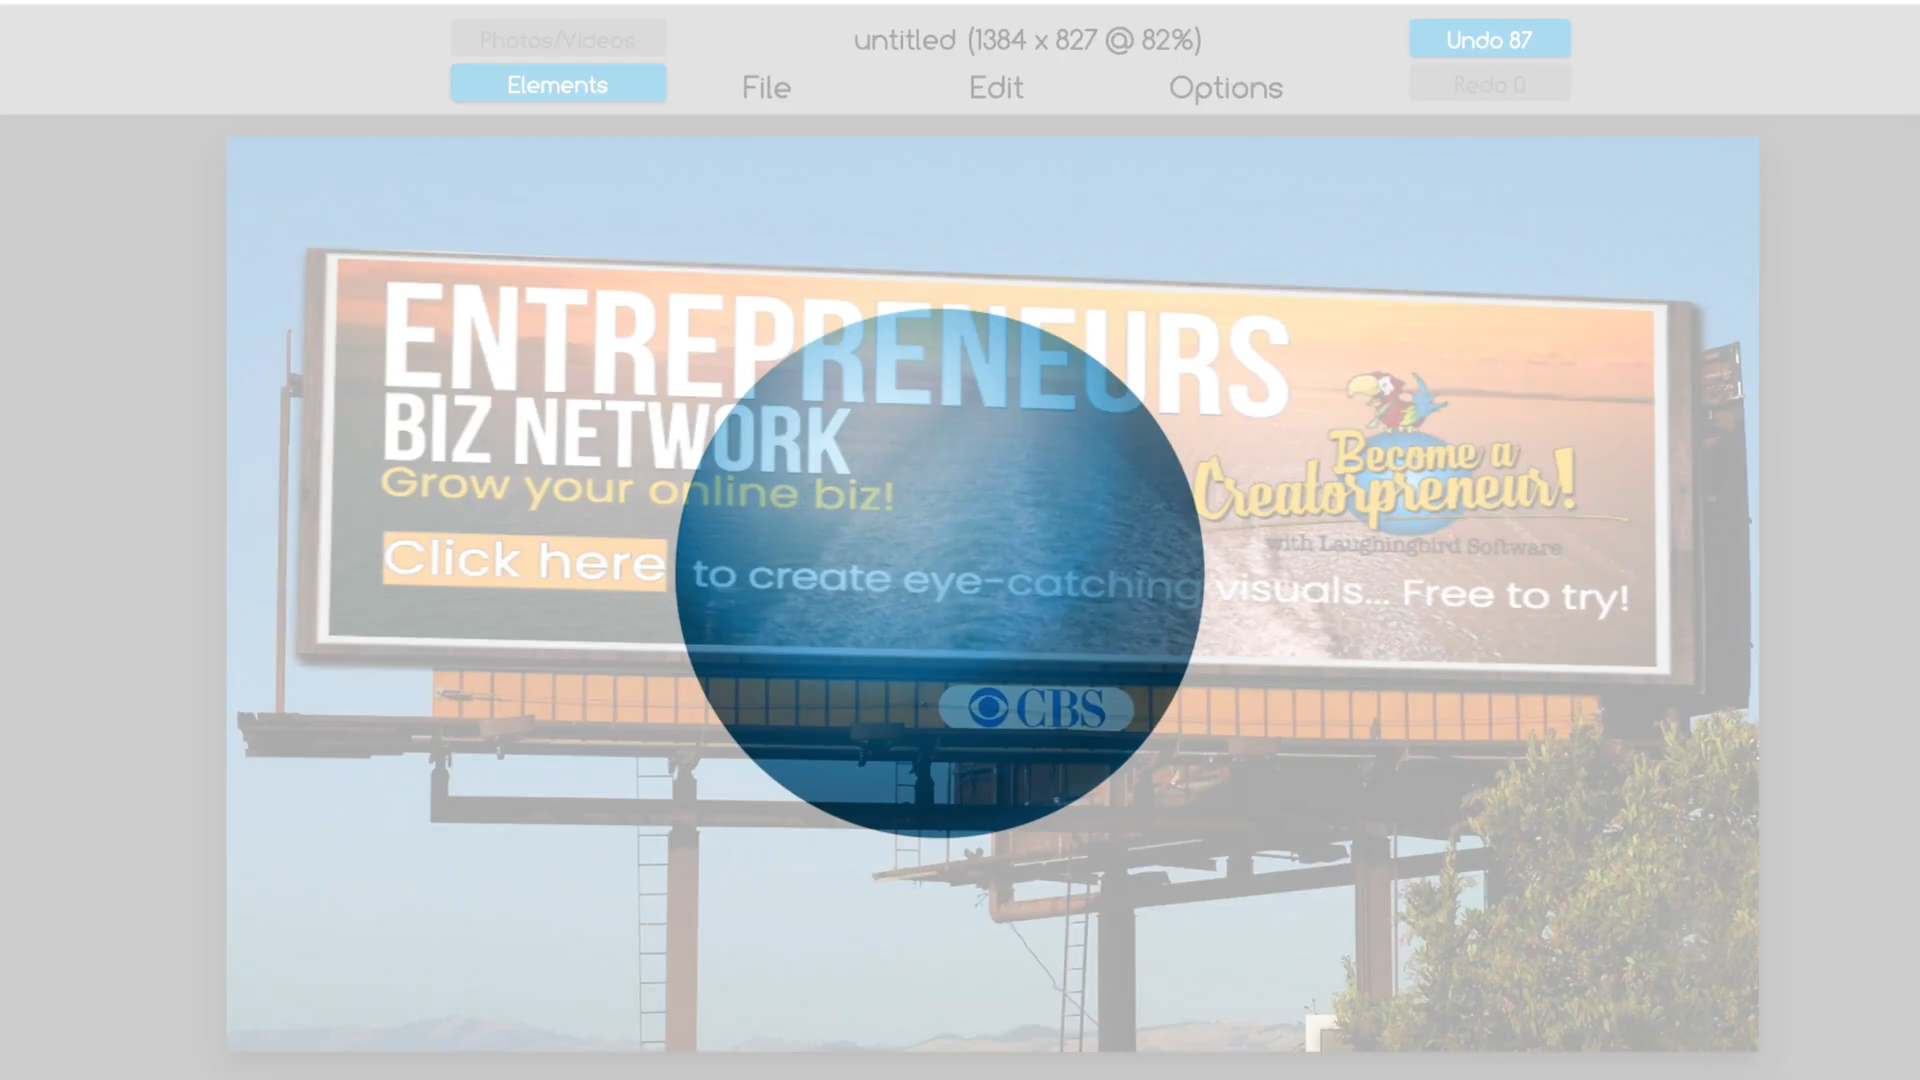 Photos/Videos
untitled (1384 x 827 @ 82%)
Undo 87
Elements
File
Edit
Options
Redo 0
ENTREPRENEURS
BIZ NETWORK
Grow your online biz!
Become a
Creatorpreneur!
with Laughingbird Software
Click here to create eye-catching visuals... Free to try!
CBS